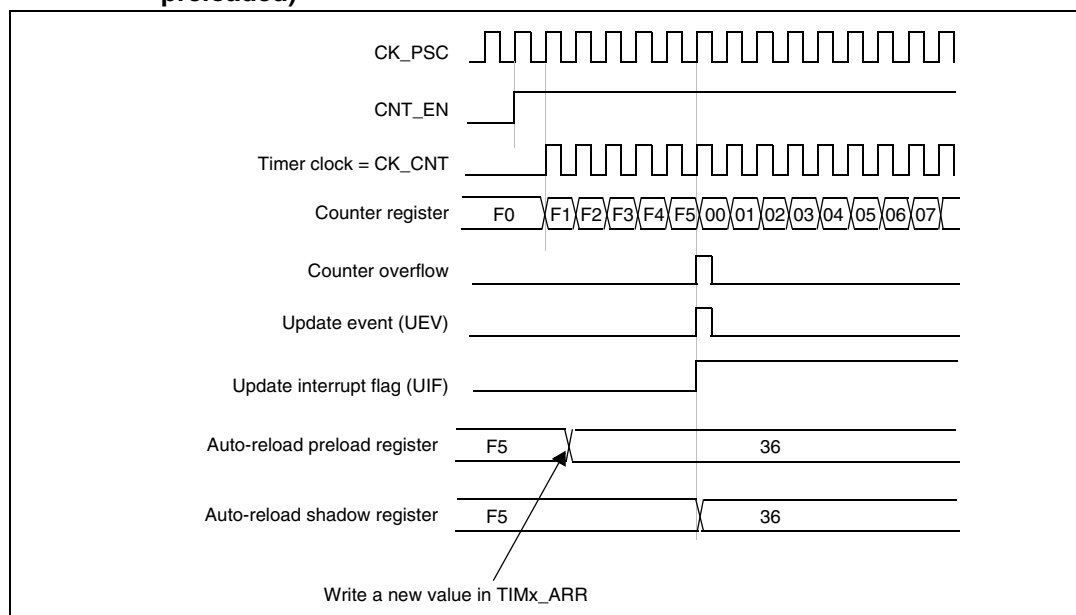 preloaded)
CK_PSC
CNT_EN
Timer clock = CK_CNT
Counter register F0 F1 F2 F3 F4 F5 00 01 02 03 04 05 06 07
Counter overflow
Update event (UEV)
Update interrupt flag (UIF)
Auto-reload preload register F5 36
Auto-reload shadow register F5 36
Write a new value in TIMx_ARR